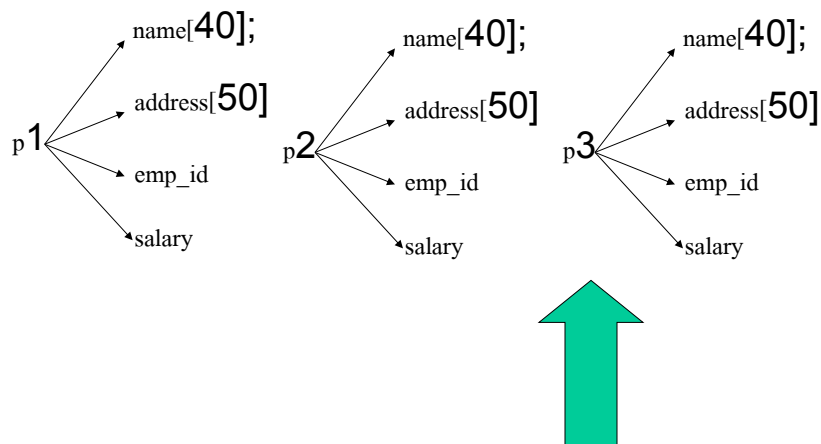 name[40];
address[50]
p1
emp_id
salary
name[40];
address[50]
p2
emp_id
salary
name[40];
address[50]
p3
emp_id
salary